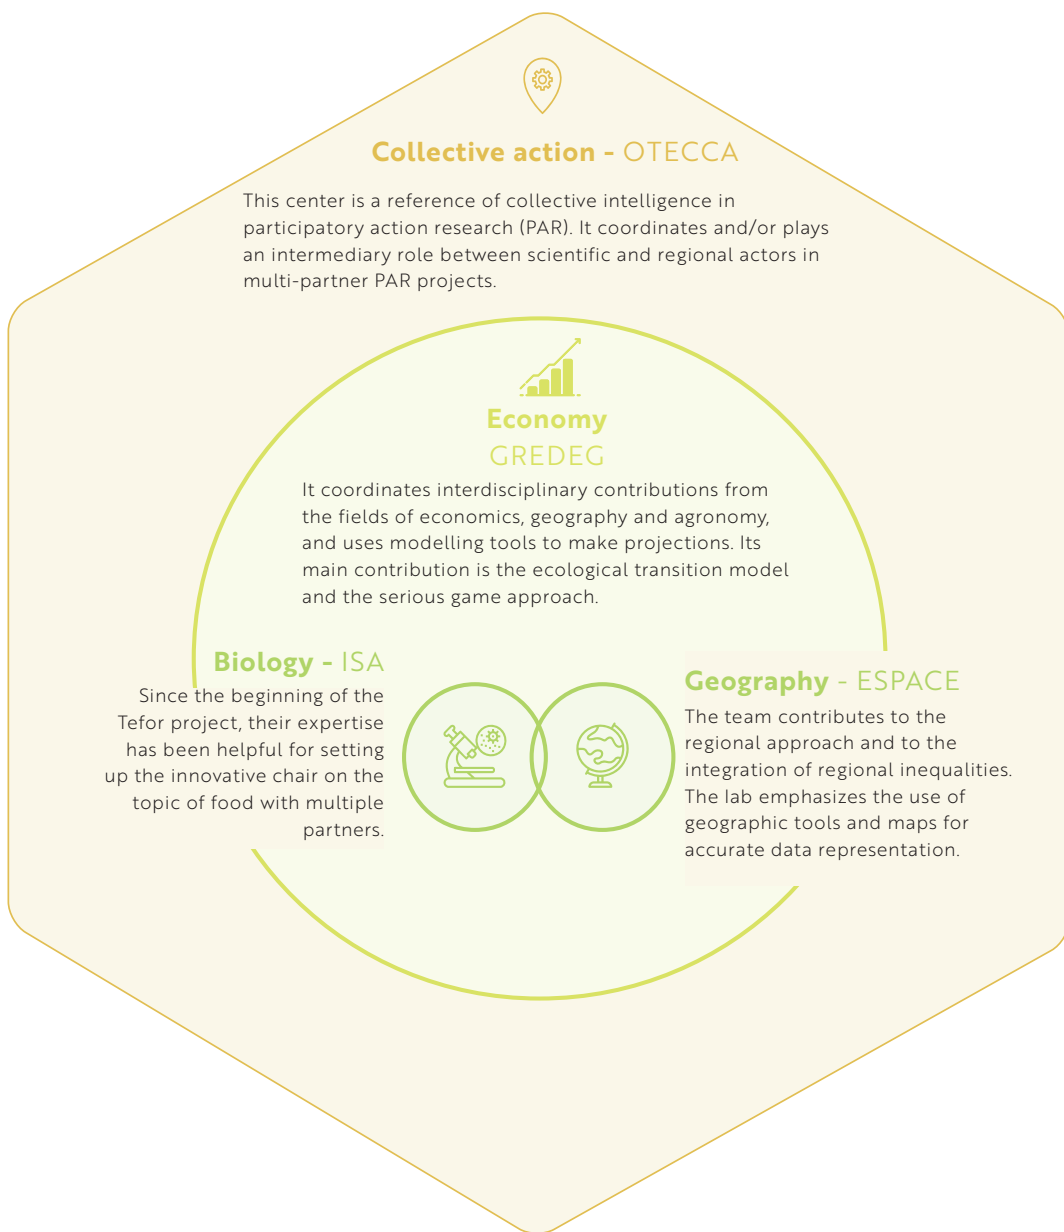 Collective action - OTECCA
This center is a reference of collective intelligence in
participatory action research (PAR). It coordinates and/or plays
an intermediary role between scientific and regional actors in
multi-partner PAR projects.
Economy
GREDEG
It coordinates interdisciplinary contributions from
the fields of economics, geography and agronomy,
and uses modelling tools to make projections. Its
main contribution is the ecological transition model
and the serious game approach.
Biology - ISA
Since the beginning of the
Tefor project, their expertise
has been helpful for setting
up the innovative chair on the
topic of food with multiple
partners.
Geography - ESPACE
The team contributes to the
regional approach and to the
integration of regional inequalities.
The lab emphasizes the use of
geographic tools and maps for
accurate data representation.